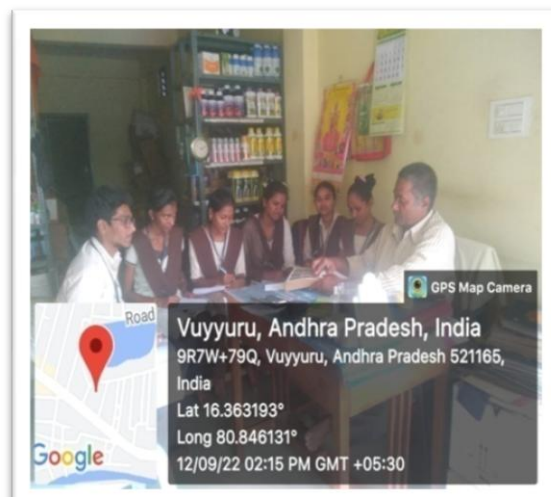 GPS Map Camera
Road
Google
Vuyyuru, Andhra Pradesh, India
9R7W+79Q, Vuyyuru, Andhra Pradesh 521165,
India
Lat 16.363193°
Long 80.846131°
12/09/22 02:15 PM GMT +05:30